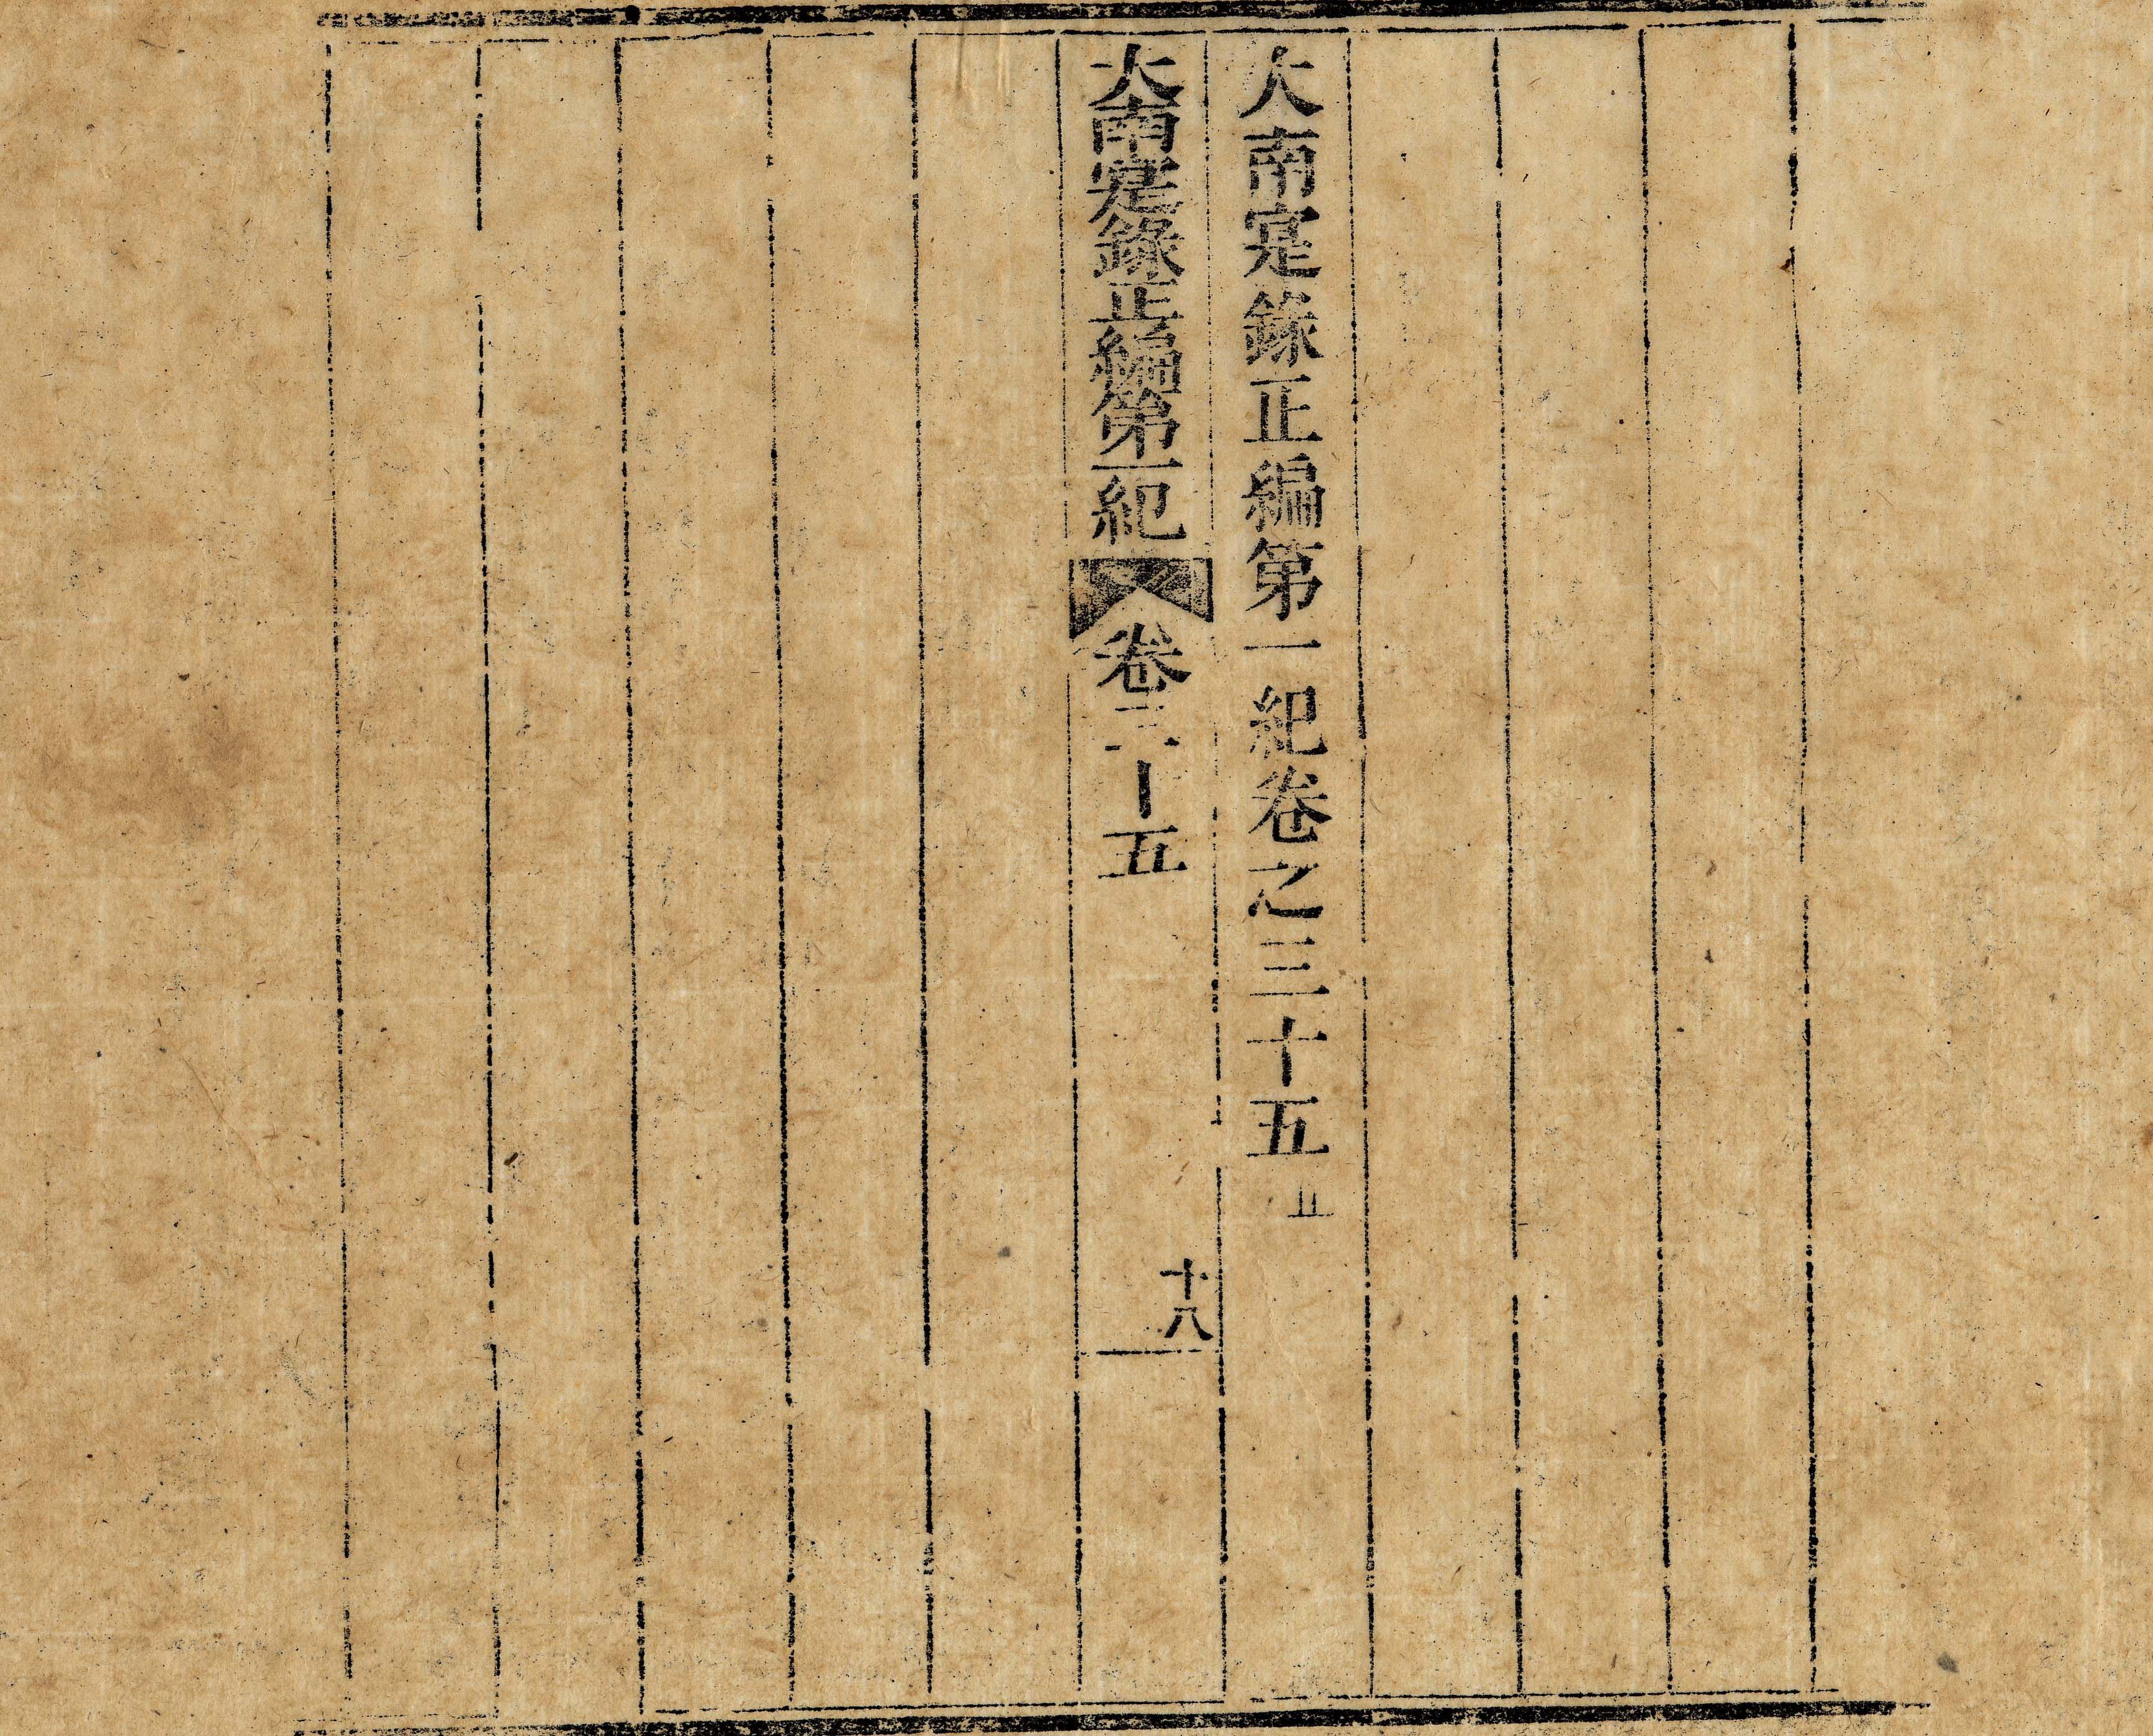 大南寔錄正編第一紀卷之三十五
大南寔錄正編第一紀
卷三十五
十八